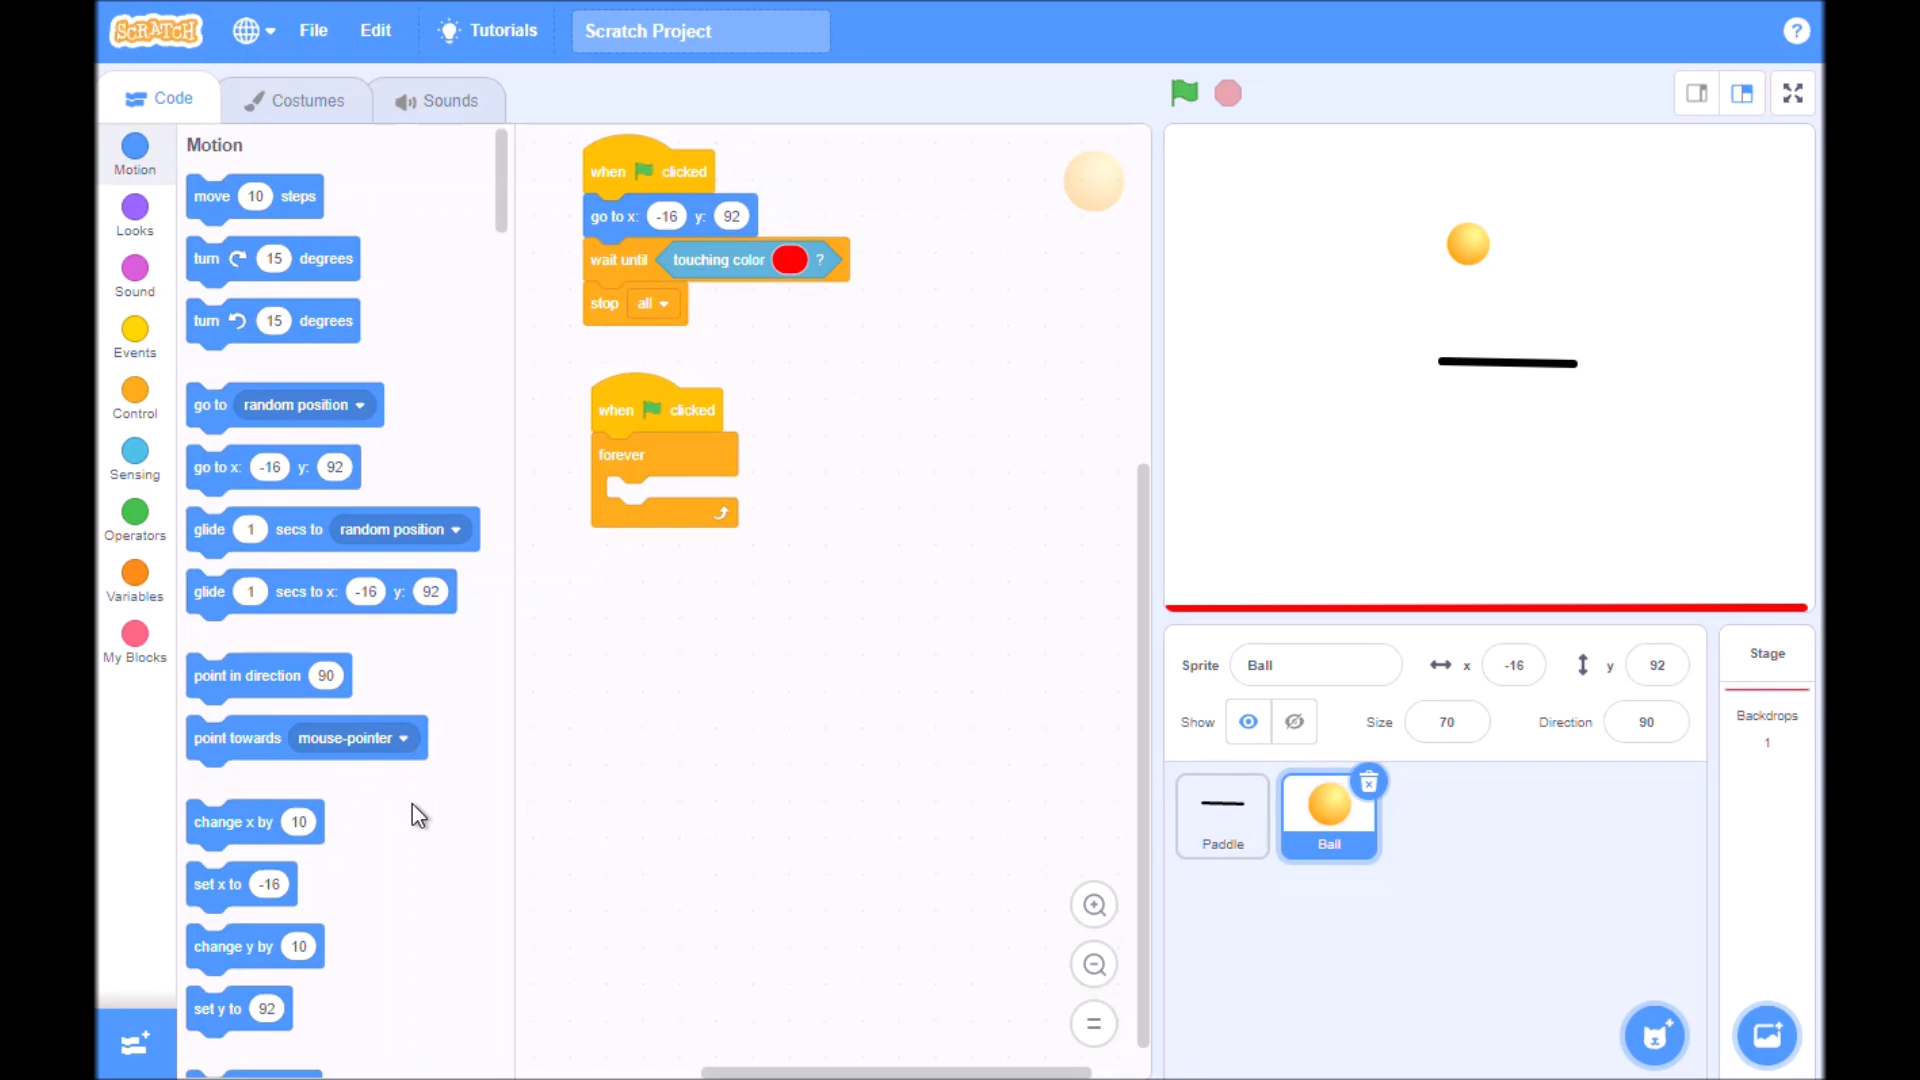 SCRATCH
File
Edit
Tutorials
Scratch Project
?
Code
Costumes
Sounds
Motion
Looks
Sound
Events
Control
Sensing
Operators
Variables
My Blocks
Motion
move 10 steps
turn 15 degrees
turn 15 degrees
go to random position
go to x: -16 y: 92
glide 1 secs to random position
glide 1 secs to x: -16 y: 92
point in direction 90
point towards mouse-pointer
change x by 10
set x to -16
change y by 10
set y to 92
when clicked
go to x: -16 y: 92
wait until touching color ?
stop all
when clicked
forever
Sprite Ball x -16 y 92
Show Size 70 Direction 90
Paddle
Ball
Stage
Backdrops
1